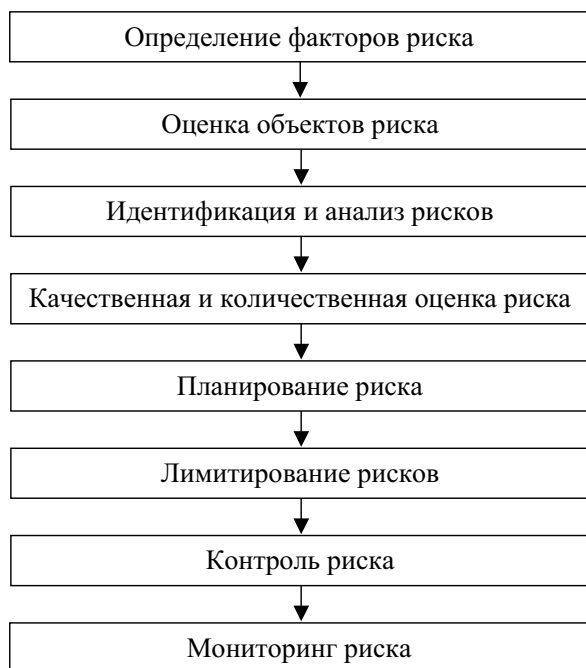 Определение факторов риска
Оценка объектов риска
Идентификация и анализ рисков
Качественная и количественная оценка риска
Планирование риска
Лимитирование рисков
Контроль риска
Мониторинг риска